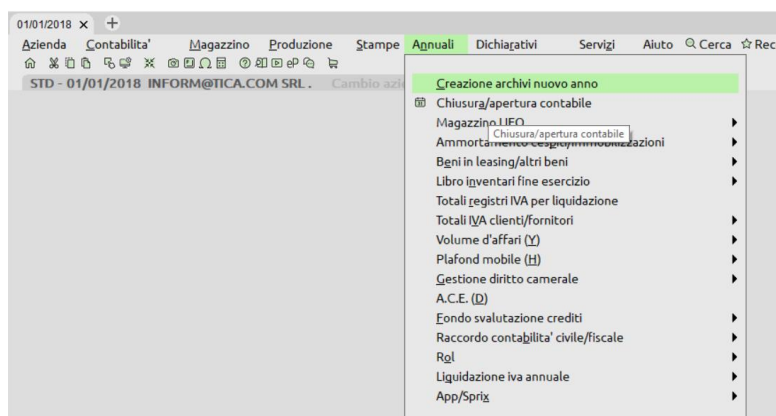 01/01/2018 × +
Azienda Contabilita' Magazzino Produzione Stampe Annuali Dichiarativi Servizi Aiuto Cerca Rec
STD - 01/01/2018 INFORM@TICA.COM SRL . Cambio azie
Creazione archivi nuovo anno
Chiusura/apertura contabile
Magazzino LIFO
Chiusura/apertura contabile
Ammortamento cespiti/immobilizzazioni
Beni in leasing/altri beni
Libro inventari fine esercizio
Totali registri IVA per liquidazione
Totali IVA clienti/fornitori
Volume d'affari (Y)
Plafond mobile (H)
Gestione diritto camerale
A.C.E. (D)
Fondo svalutazione crediti
Raccordo contabilita' civile/fiscale
Rol
Liquidazione iva annuale
App/Sprix